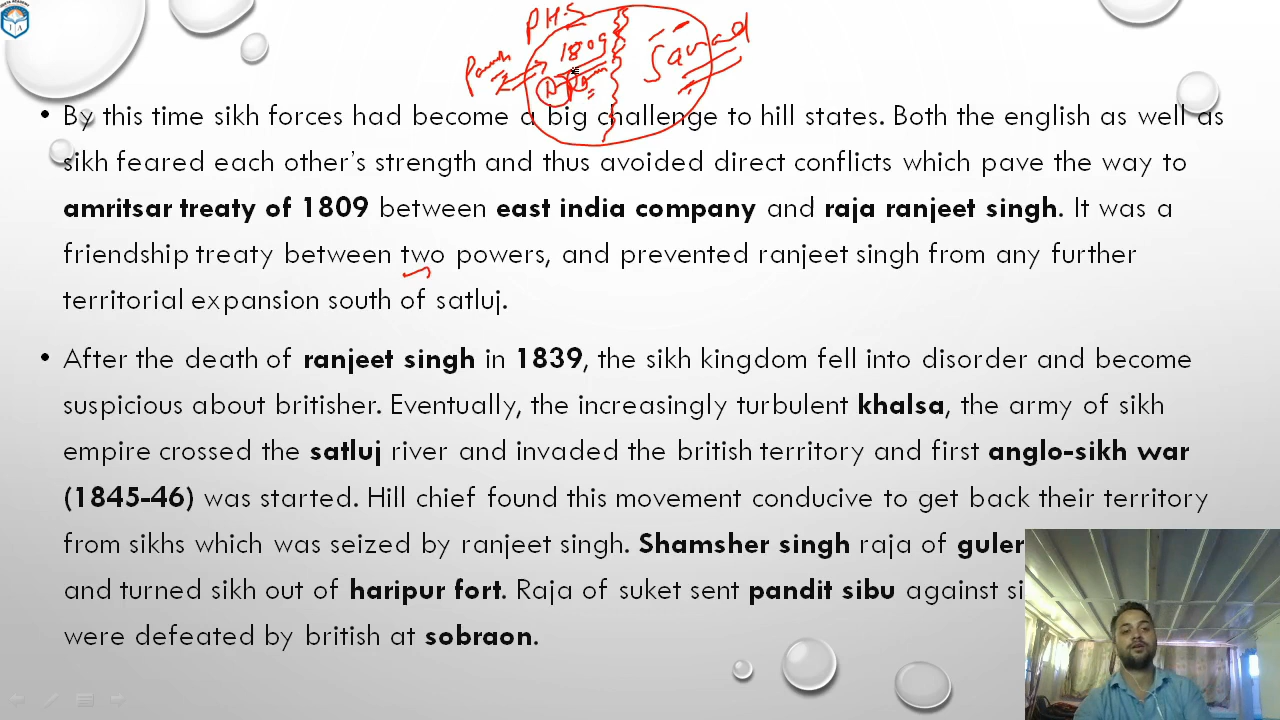 P.H.S
1809
Sanad
• By this time sikh forces had become a big challenge to hill states. Both the english as well as
sikh feared each other's strength and thus avoided direct conflicts which pave the way to
amritsar treaty of 1809 between east india company and raja ranjeet singh. It was a
friendship treaty between two powers, and prevented ranjeet singh from any further
territorial expansion south of satluj.
• After the death of ranjeet singh in 1839, the sikh kingdom fell into disorder and become
suspicious about britisher. Eventually, the increasingly turbulent khalsa, the army of sikh
empire crossed the satluj river and invaded the british territory and first anglo-sikh war
(1845-46) was started. Hill chief found this movement conducive to get back their territory
from sikhs which was seized by ranjeet singh. Shamsher singh raja of guler
and turned sikh out of haripur fort. Raja of suket sent pandit sibu against
were defeated by british at sobraon.